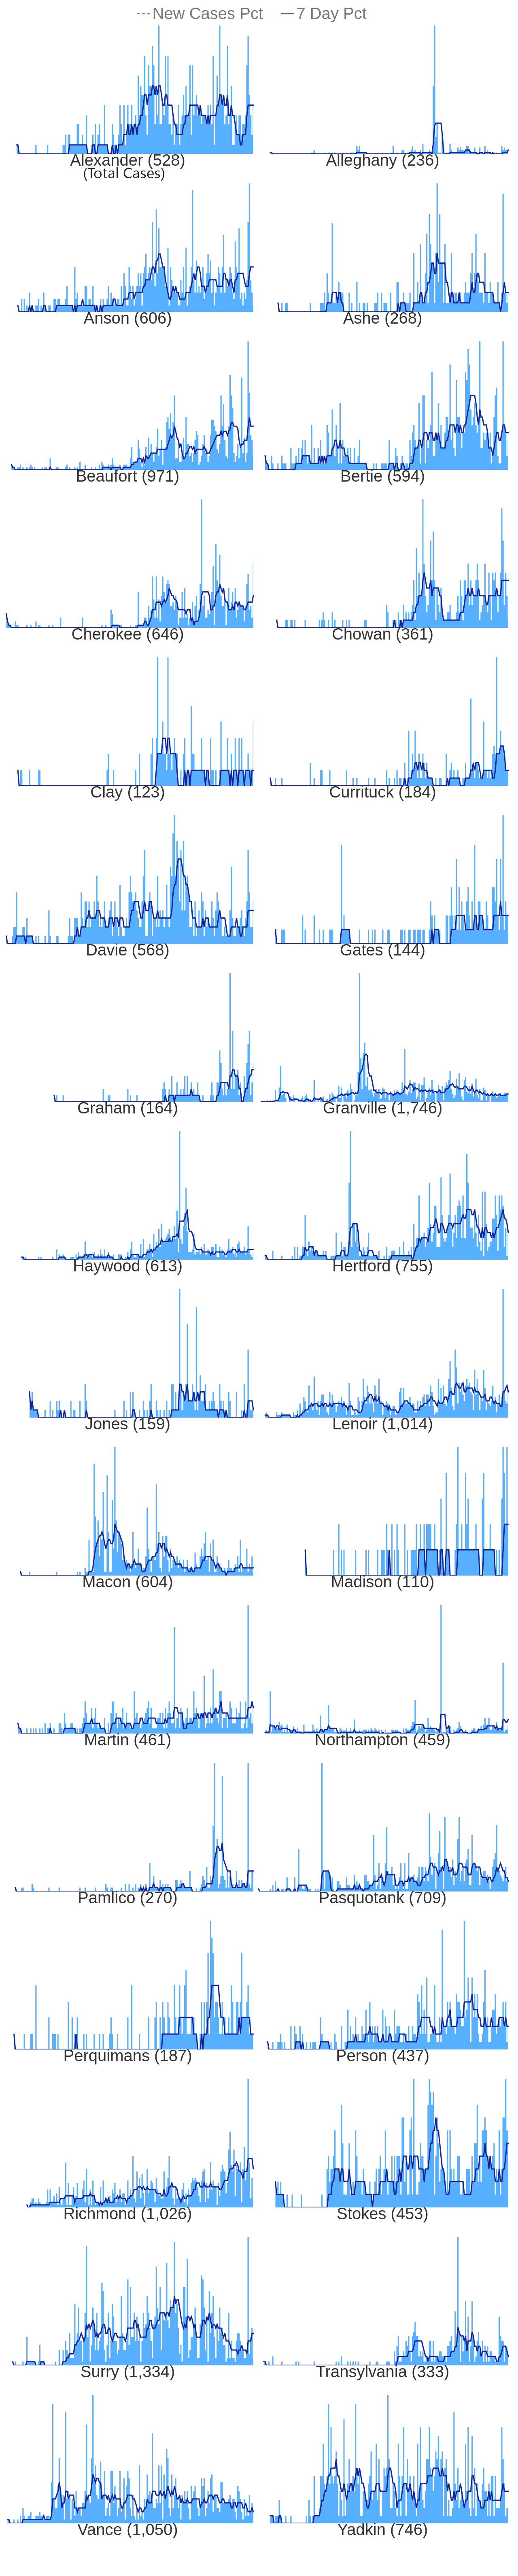 New Cases Pct 7 Day Pct
Alexander (528) Alleghany (236)
(Total Cases)
Anson (606) Ashe (268)
Beaufort (971) Bertie (594)
Cherokee (646) Chowan (361)
Clay (123) Currituck (184)
Davie (568) Gates (144)
Graham (164) Granville (1,746)
Haywood (613) Hertford (755)
Jones (159) Lenoir (1,014)
Macon (604) Madison (110)
Martin (461) Northampton (459)
Pamlico (270) Pasquotank (709)
Perquimans (187) Person (437)
Richmond (1,026) Stokes (453)
Surry (1,334) Transylvania (333)
Vance (1,050) Yadkin (746)